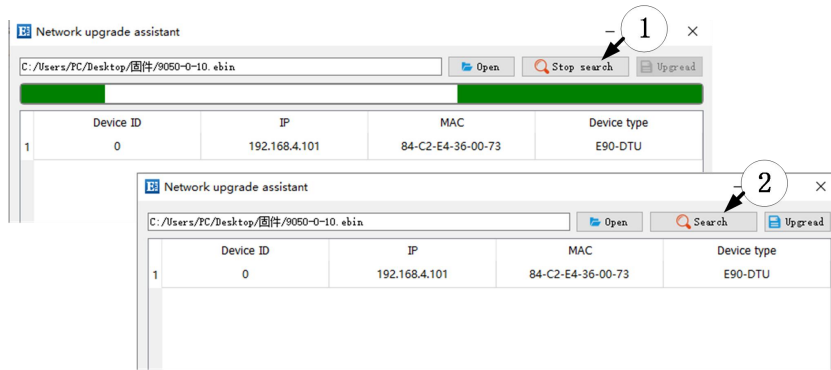 Network upgrade assistant
1
C:/Users/PC/Desktop/固件/9050-0-10.ebin Open Stop search Upgread
Device ID IP MAC Device type
1 0 192.168.4.101 84-C2-E4-36-00-73 E90-DTU
Network upgrade assistant
2
C:/Users/PC/Desktop/固件/9050-0-10.ebin Open Search Upgread
Device ID IP MAC Device type
1 0 192.168.4.101 84-C2-E4-36-00-73 E90-DTU